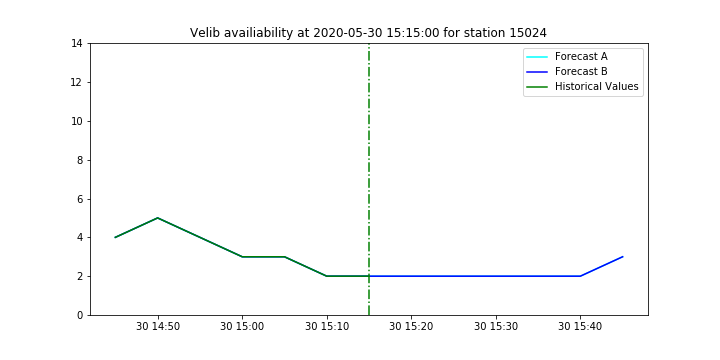 Velib availiability at 2020-05-30 15:15:00 for station 15024
14
12
10
8
6
4
2
0
Forecast A
Forecast B
Historical Values
30 14:50 30 15:00 30 15:10 30 15:20 30 15:30 30 15:40